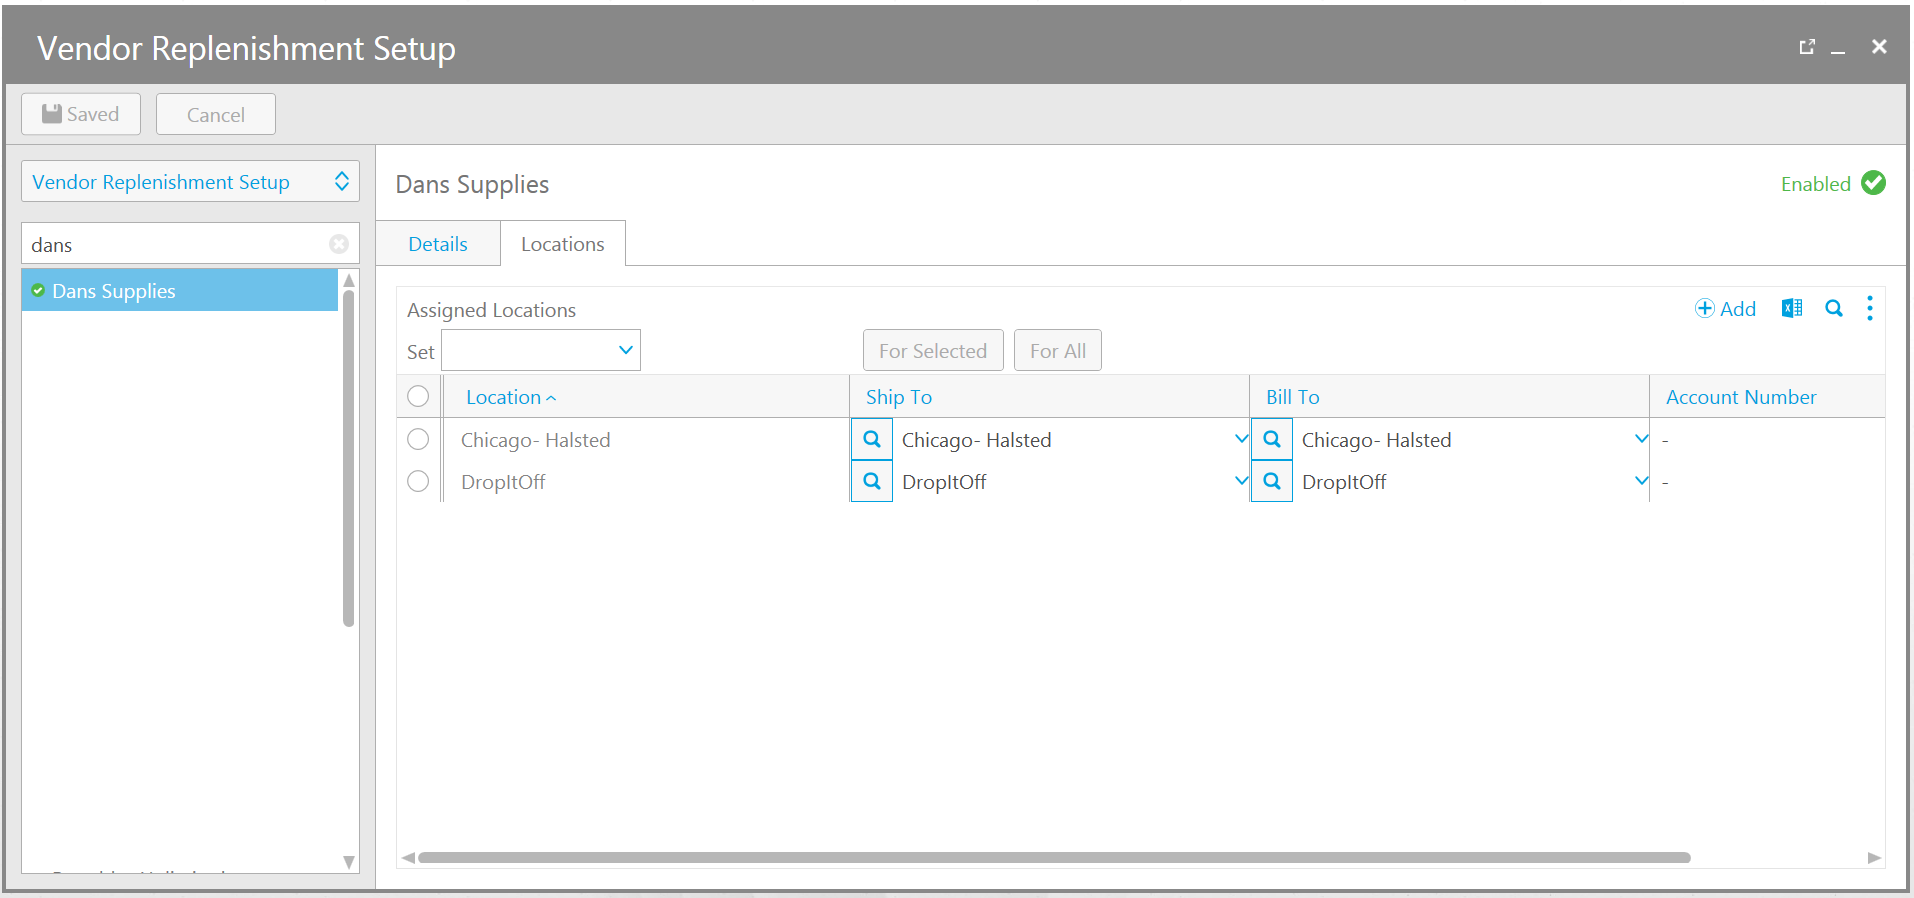 Vendor Replenishment Setup
Saved
Cancel
Vendor Replenishment Setup
dans
Dans Supplies
Dans Supplies
Enabled
Details
Locations
Assigned Locations
Add
Set
For Selected
For All
Location
Ship To
Bill To
Account Number
Chicago- Halsted
Chicago- Halsted
Chicago- Halsted
-
DropItOff
DropItOff
DropItOff
-